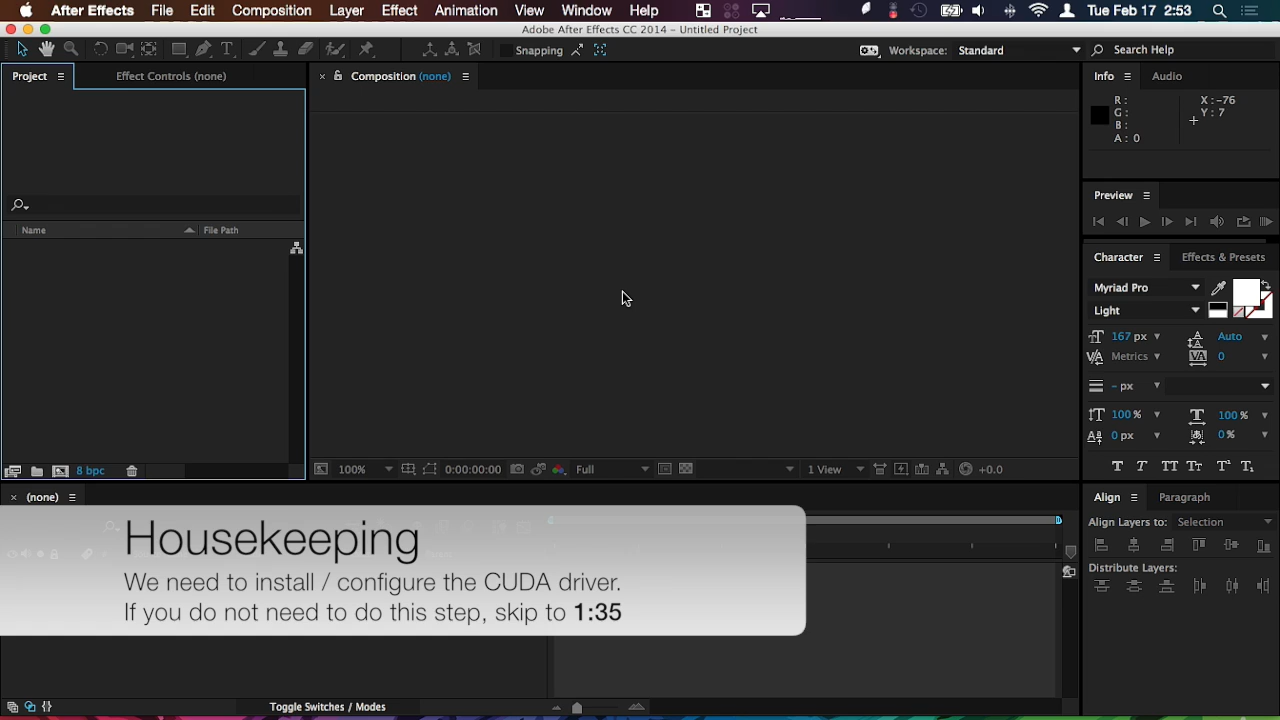 After Effects File Edit Composition Layer Effect Animation View Window Help Tue Feb 17 2:53
Adobe After Effects CC 2014 – Untitled Project
Snapping Workspace: Standard Search Help
Project Effect Controls (none) Composition (none) Info Audio
R: X: -76
G: Y: 7
B:
A: 0
Preview
Name File Path
Character Effects & Presets
Myriad Pro
Light
167 px Auto
Metrics 0
- px
100 % 100 %
0 px 0 %
8 bpc 100% 0:00:00:00 Full 1 View +0.0
T T TT Tt T¹ T₁
(none) Align Paragraph
Align Layers to: Selection
Distribute Layers:
Housekeeping
We need to install / configure the CUDA driver.
If you do not need to do this step, skip to 1:35
Toggle Switches / Modes